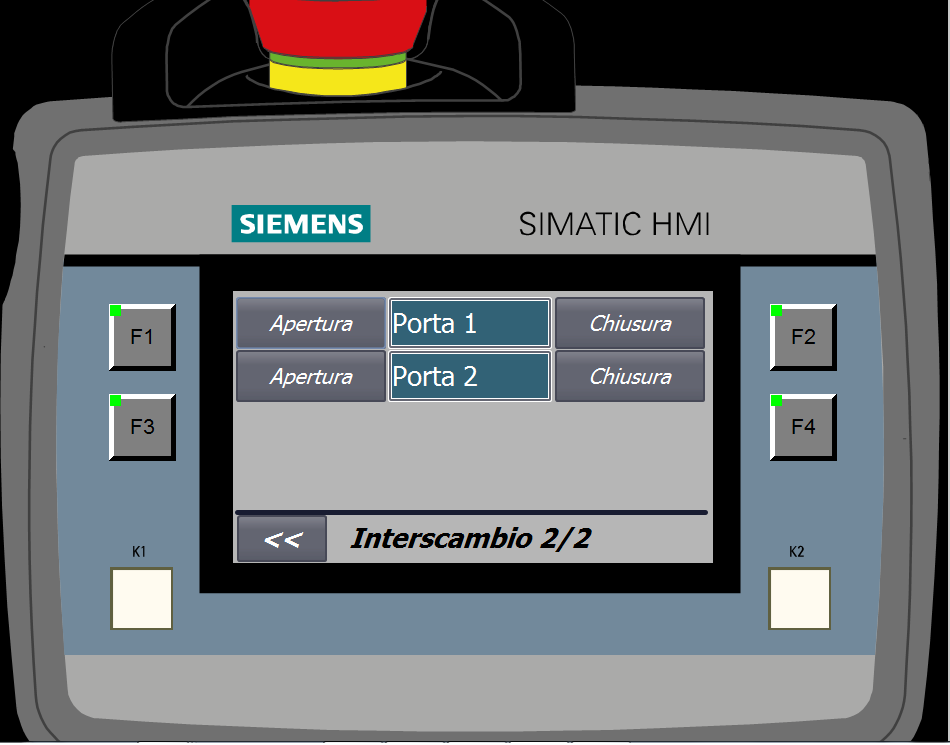 SIEMENS SIMATIC HMI
F1 Apertura Porta 1 Chiusura F2
Apertura Porta 2 Chiusura
F3 F4
<< Interscambio 2/2
K1 K2